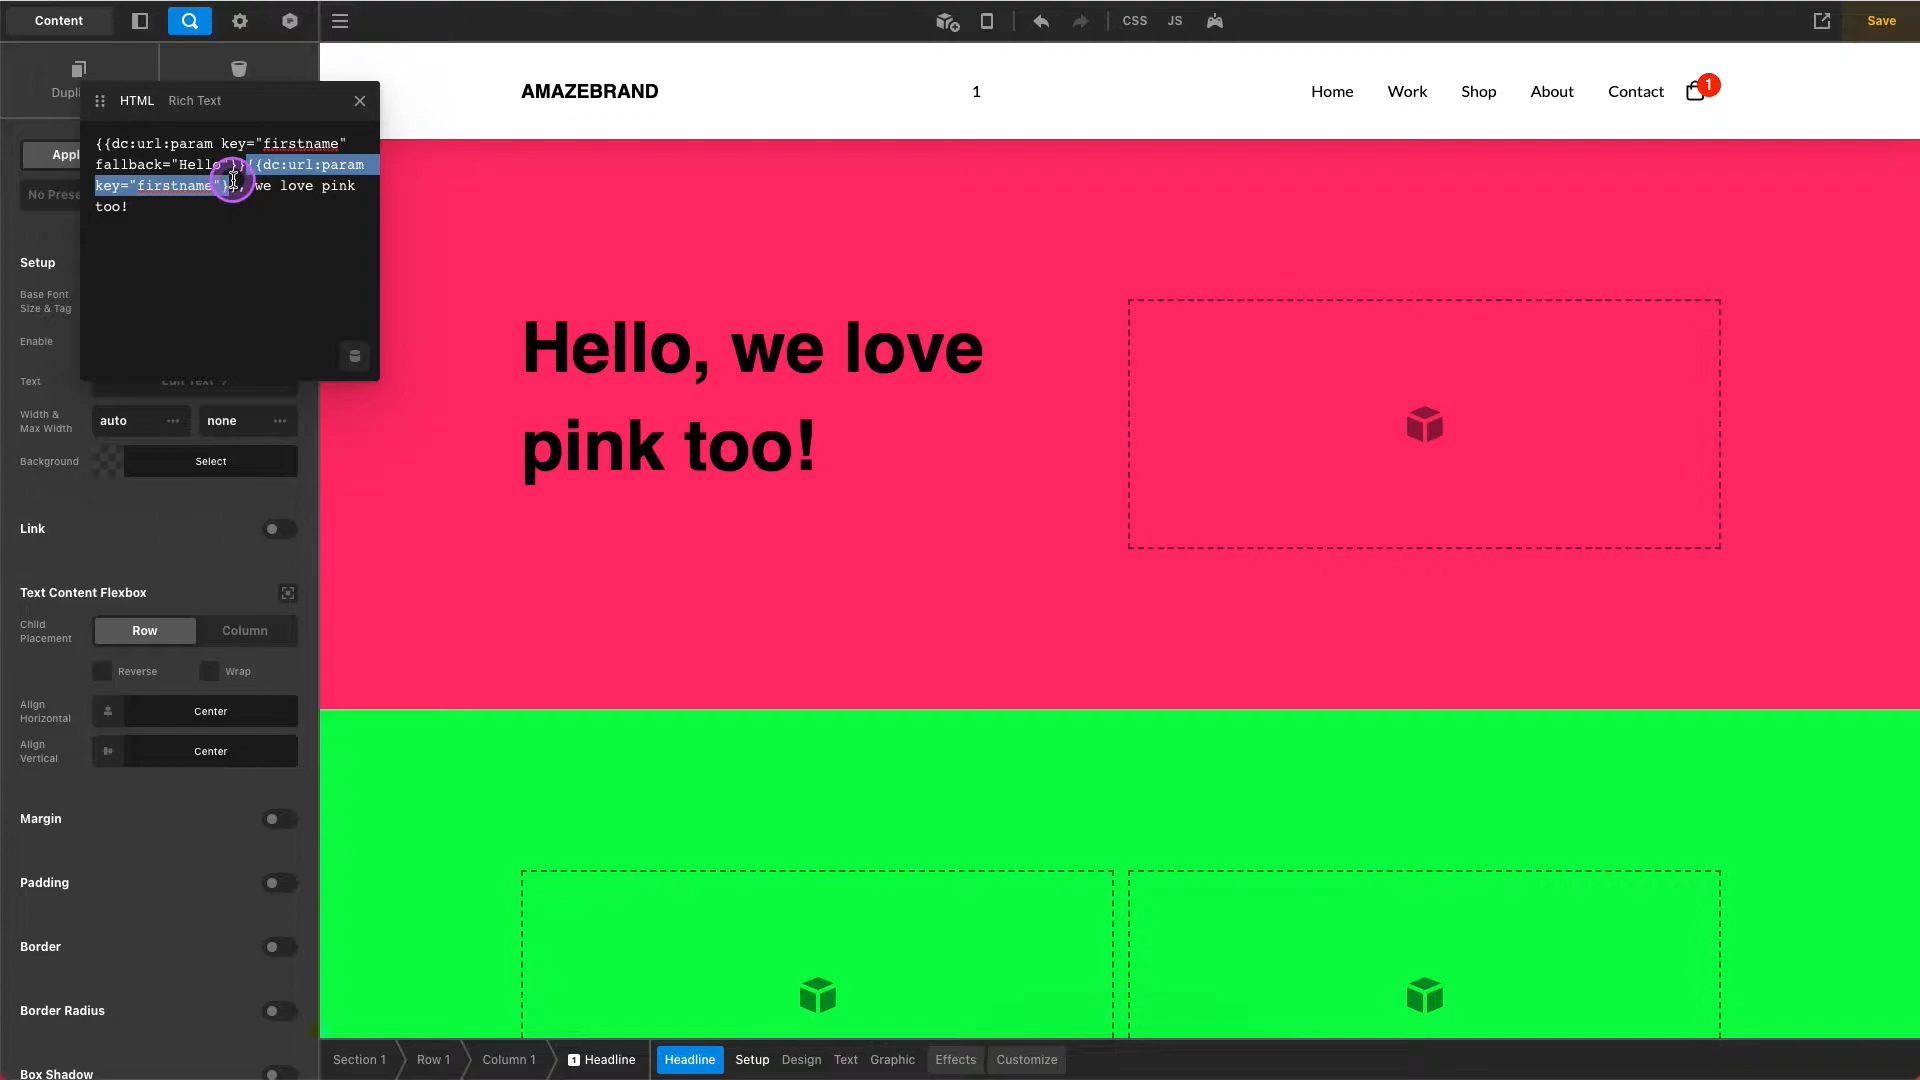 Content
CSS
JS
Save
Dupli
HTML
Rich Text
{{dc:url:param key="firstname"
fallback="Hello"}}{{dc:url:param
key="firstname"}}, we love pink
too!
Appl
No Prese
Setup
Base Font
Size & Tag
Enable
Text
Edit Text
Width &
Max Width
auto
none
Background
Select
Link
Text Content Flexbox
Child
Placement
Row
Column
Reverse
Wrap
Align
Horizontal
Center
Align
Vertical
Center
Margin
Padding
Border
Border Radius
Box Shadow
AMAZEBRAND
1
Home
Work
Shop
About
Contact
1
Hello, we love
pink too!
Section 1
Row 1
Column 1
1 Headline
Headline
Setup
Design
Text
Graphic
Effects
Customize